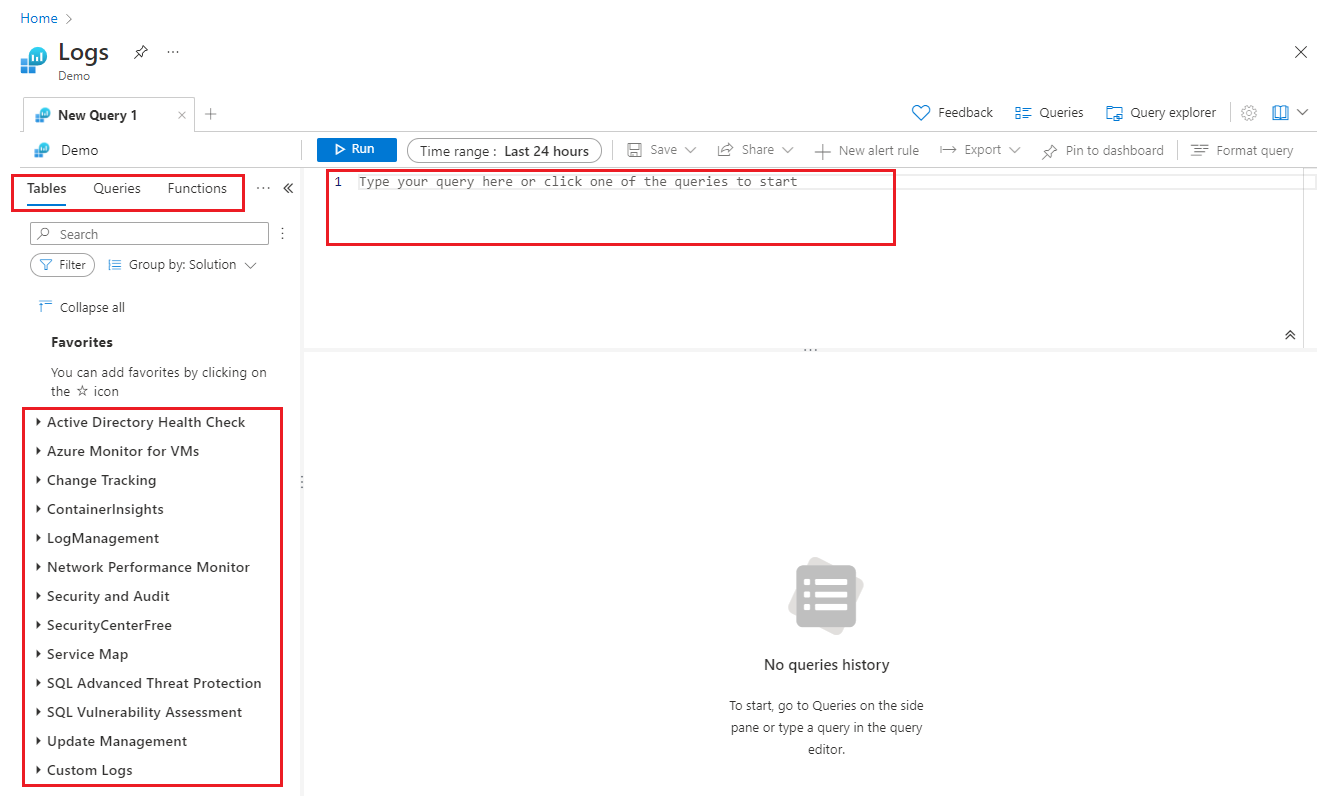 Home
Logs
Demo
New Query 1
Feedback
Queries
Query explorer
Demo
Run
Time range : Last 24 hours
Save
Share
New alert rule
Export
Pin to dashboard
Format query
Tables
Queries
Functions
1 Type your query here or click one of the queries to start
Search
Filter
Group by: Solution
Collapse all
Favorites
You can add favorites by clicking on
the ☆ icon
Active Directory Health Check
Azure Monitor for VMs
Change Tracking
ContainerInsights
LogManagement
Network Performance Monitor
Security and Audit
SecurityCenterFree
Service Map
SQL Advanced Threat Protection
SQL Vulnerability Assessment
Update Management
Custom Logs
No queries history
To start, go to Queries on the side
pane or type a query in the query
editor.